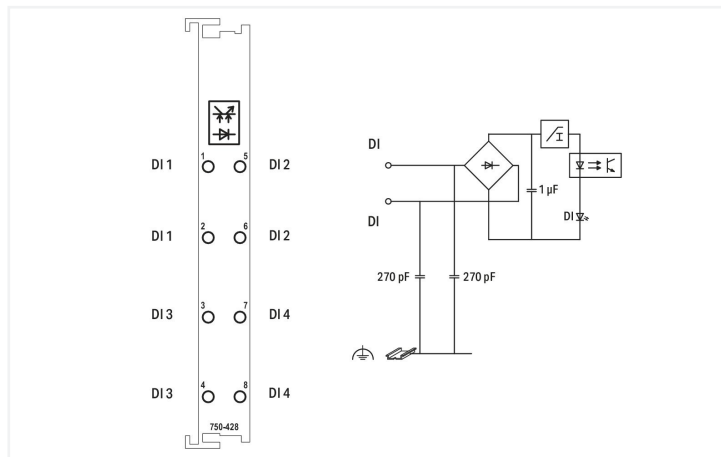 1
5
DI 1
DI 2
2
6
DI 1
DI 2
3
7
DI 3
DI 4
4
8
DI 3
DI 4
750-428
DI
DI
I
1 µF
DI
270 pF
270 pF